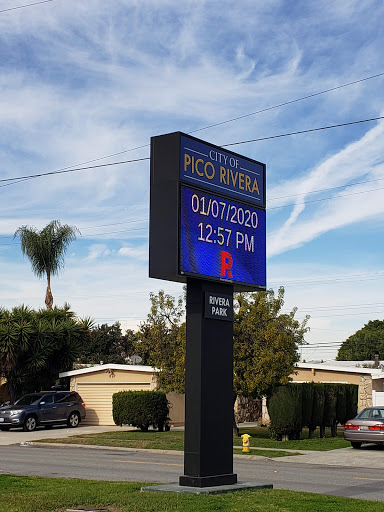 CITY OF
PICO RIVERA
01/07/2020
12:57 PM
R
RIVERA
PARK